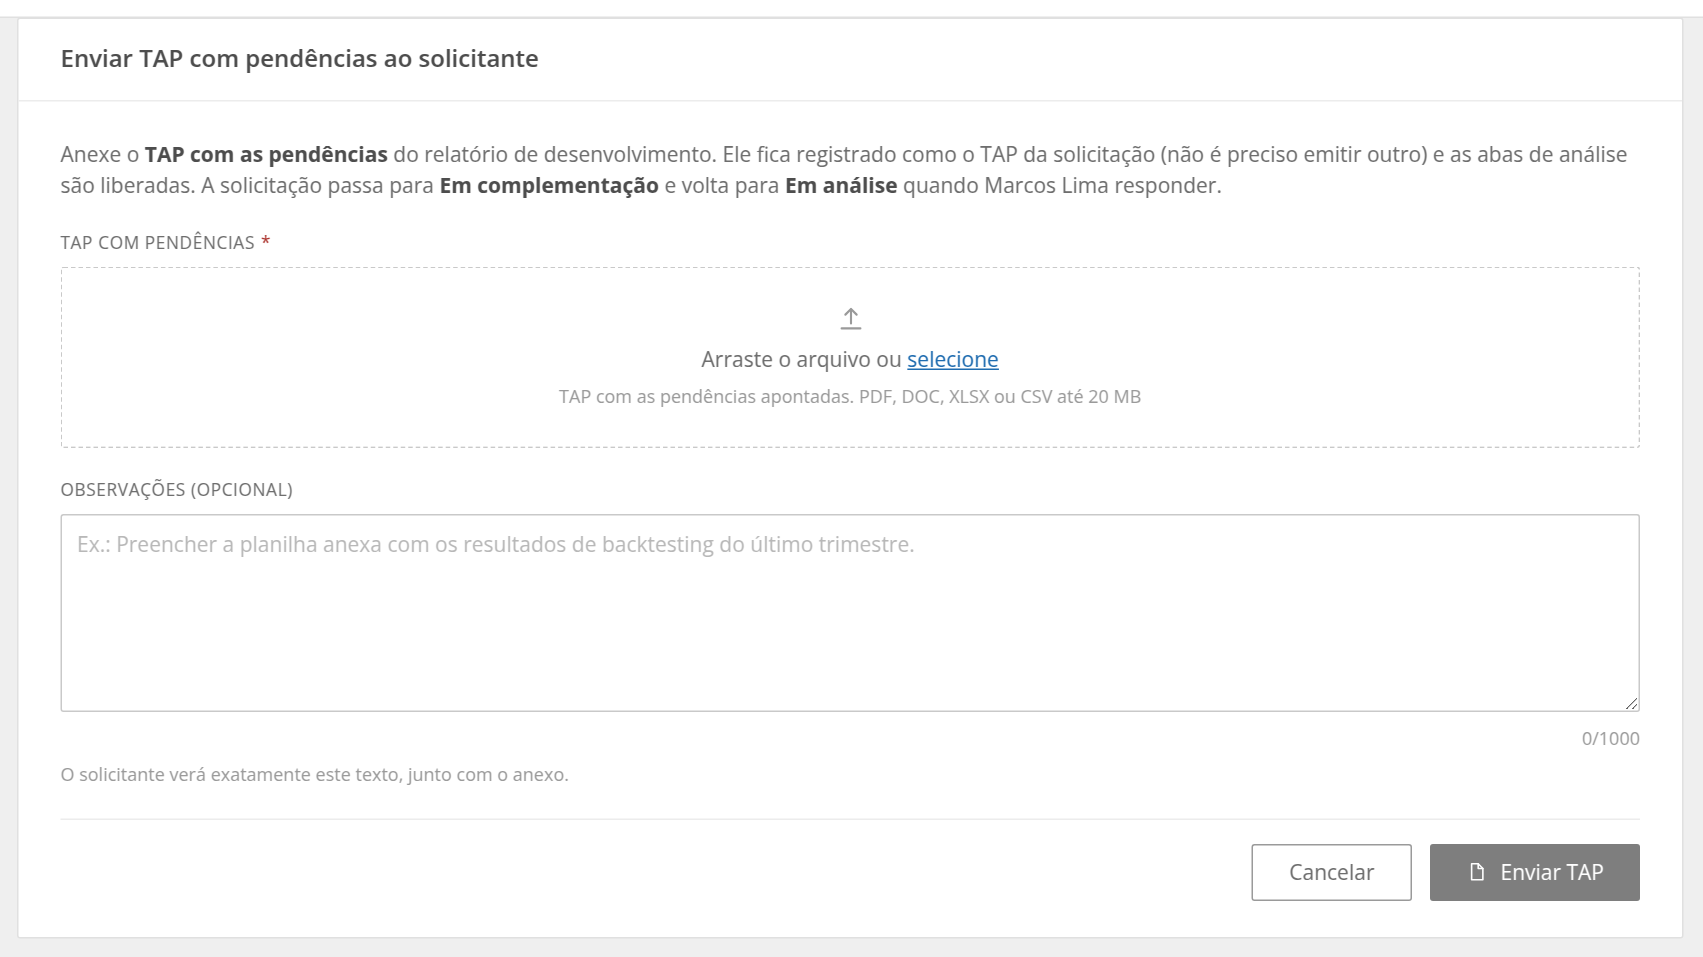 Enviar TAP com pendências ao solicitante
Anexe o TAP com as pendências do relatório de desenvolvimento. Ele fica registrado como o TAP da solicitação (não é preciso emitir outro) e as abas de análise
são liberadas. A solicitação passa para Em complementação e volta para Em análise quando Marcos Lima responder.
TAP COM PENDÊNCIAS *
Arraste o arquivo ou selecione
TAP com as pendências apontadas. PDF, DOC, XLSX ou CSV até 20 MB
OBSERVAÇÕES (OPCIONAL)
Ex.: Preencher a planilha anexa com os resultados de backtesting do último trimestre.
0/1000
O solicitante verá exatamente este texto, junto com o anexo.
Cancelar
Enviar TAP